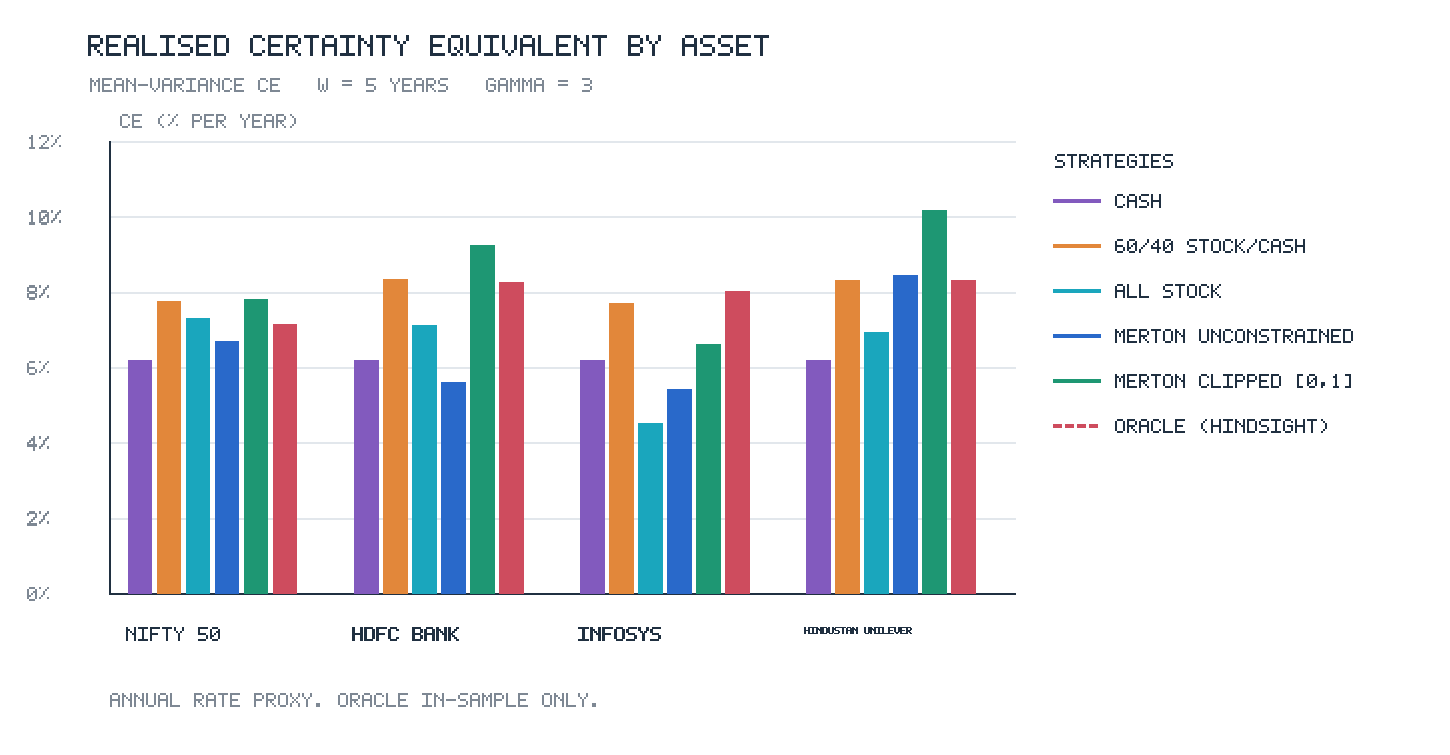 REALISED CERTAINTY EQUIVALENT BY ASSET
MEAN-VARIANCE CE   W = 5 YEARS   GAMMA = 3
CE (% PER YEAR)
12%
10%
8%
6%
4%
2%
0%
NIFTY 50
HDFC BANK
INFOSYS
HINDUSTAN UNILEVER
STRATEGIES
CASH
60/40 STOCK/CASH
ALL STOCK
MERTON UNCONSTRAINED
MERTON CLIPPED [0,1]
ORACLE (HINDSIGHT)
ANNUAL RATE PROXY. ORACLE IN-SAMPLE ONLY.